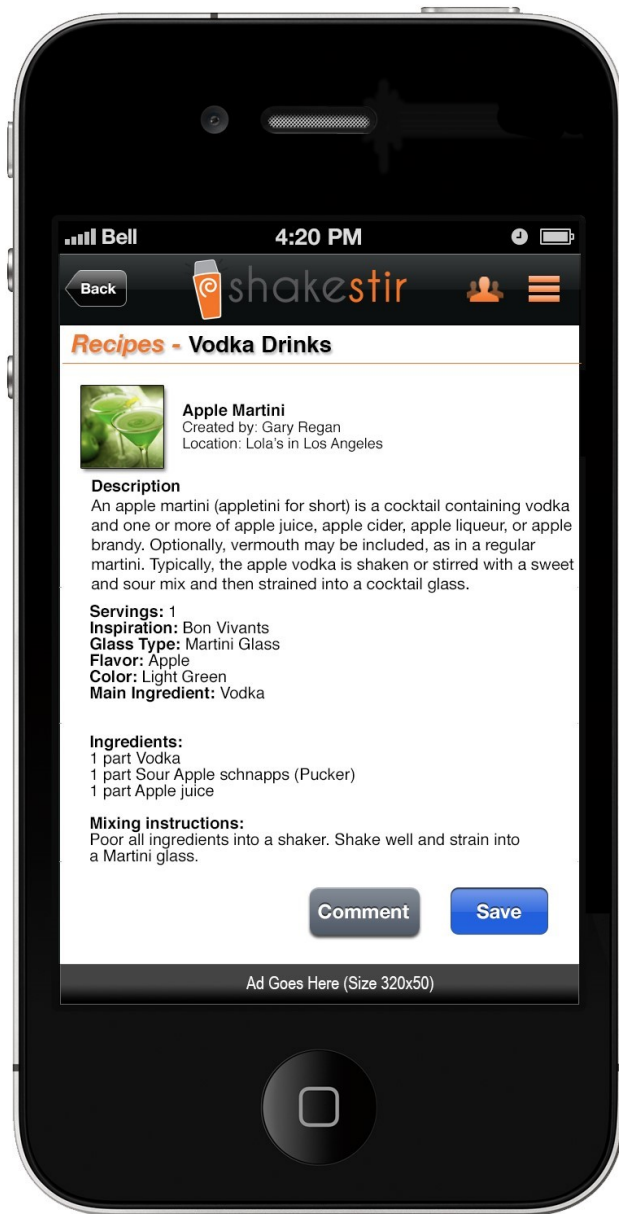 Bell 4:20 PM
Back shakestir
Recipes - Vodka Drinks
Apple Martini
Created by: Gary Regan
Location: Lola's in Los Angeles
Description
An apple martini (appletini for short) is a cocktail containing vodka
and one or more of apple juice, apple cider, apple liqueur, or apple
brandy. Optionally, vermouth may be included, as in a regular
martini. Typically, the apple vodka is shaken or stirred with a sweet
and sour mix and then strained into a cocktail glass.
Servings: 1
Inspiration: Bon Vivants
Glass Type: Martini Glass
Flavor: Apple
Color: Light Green
Main Ingredient: Vodka
Ingredients:
1 part Vodka
1 part Sour Apple schnapps (Pucker)
1 part Apple juice
Mixing instructions:
Poor all ingredients into a shaker. Shake well and strain into
a Martini glass.
Comment Save
Ad Goes Here (Size 320x50)